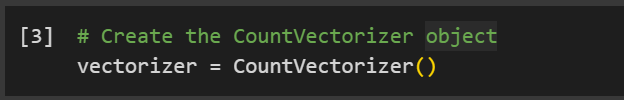 [3] # Create the CountVectorizer object
vectorizer = CountVectorizer()